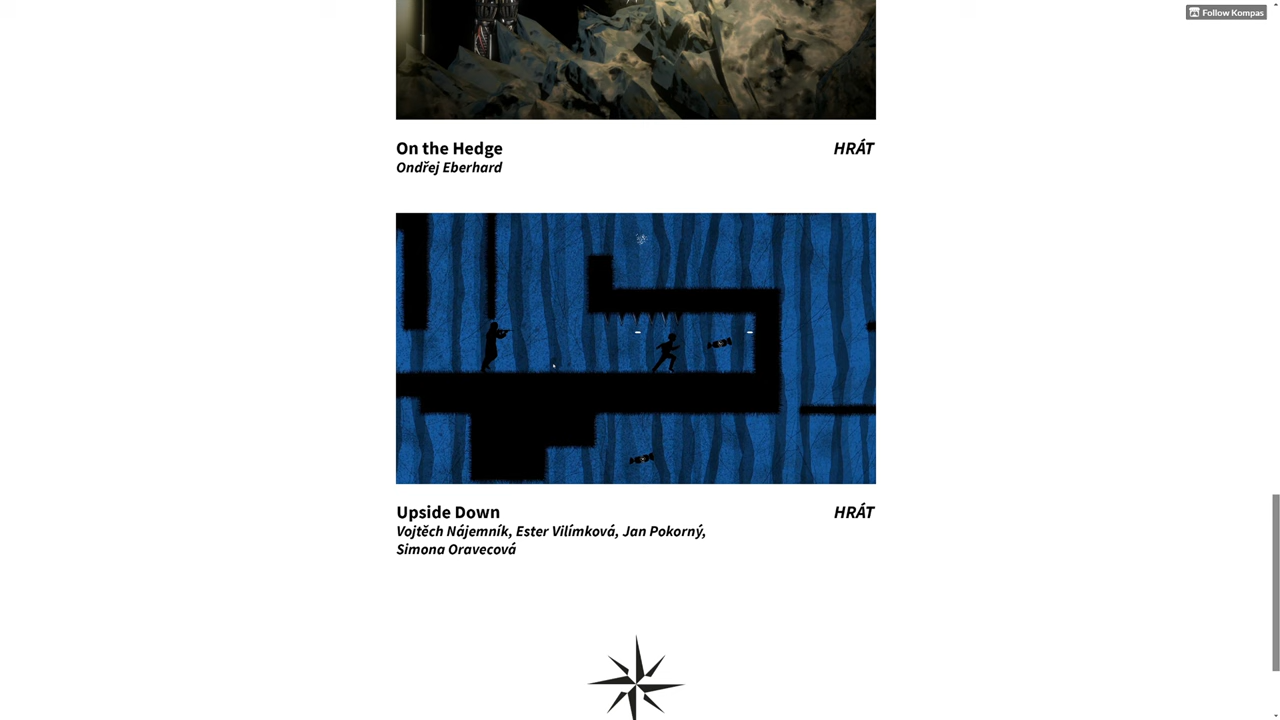 Follow Kompas
On the Hedge
HRÁT
Ondřej Eberhard
Upside Down
HRÁT
Vojtěch Nájemník, Ester Vilímková, Jan Pokorný,
Simona Oravecová